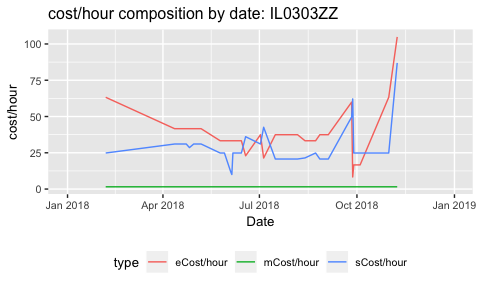 cost/hour composition by date: IL0303ZZ
cost/hour
100
75
50
25
0
Jan 2018
Apr 2018
Jul 2018
Oct 2018
Jan 2019
Date
type
eCost/hour
mCost/hour
sCost/hour